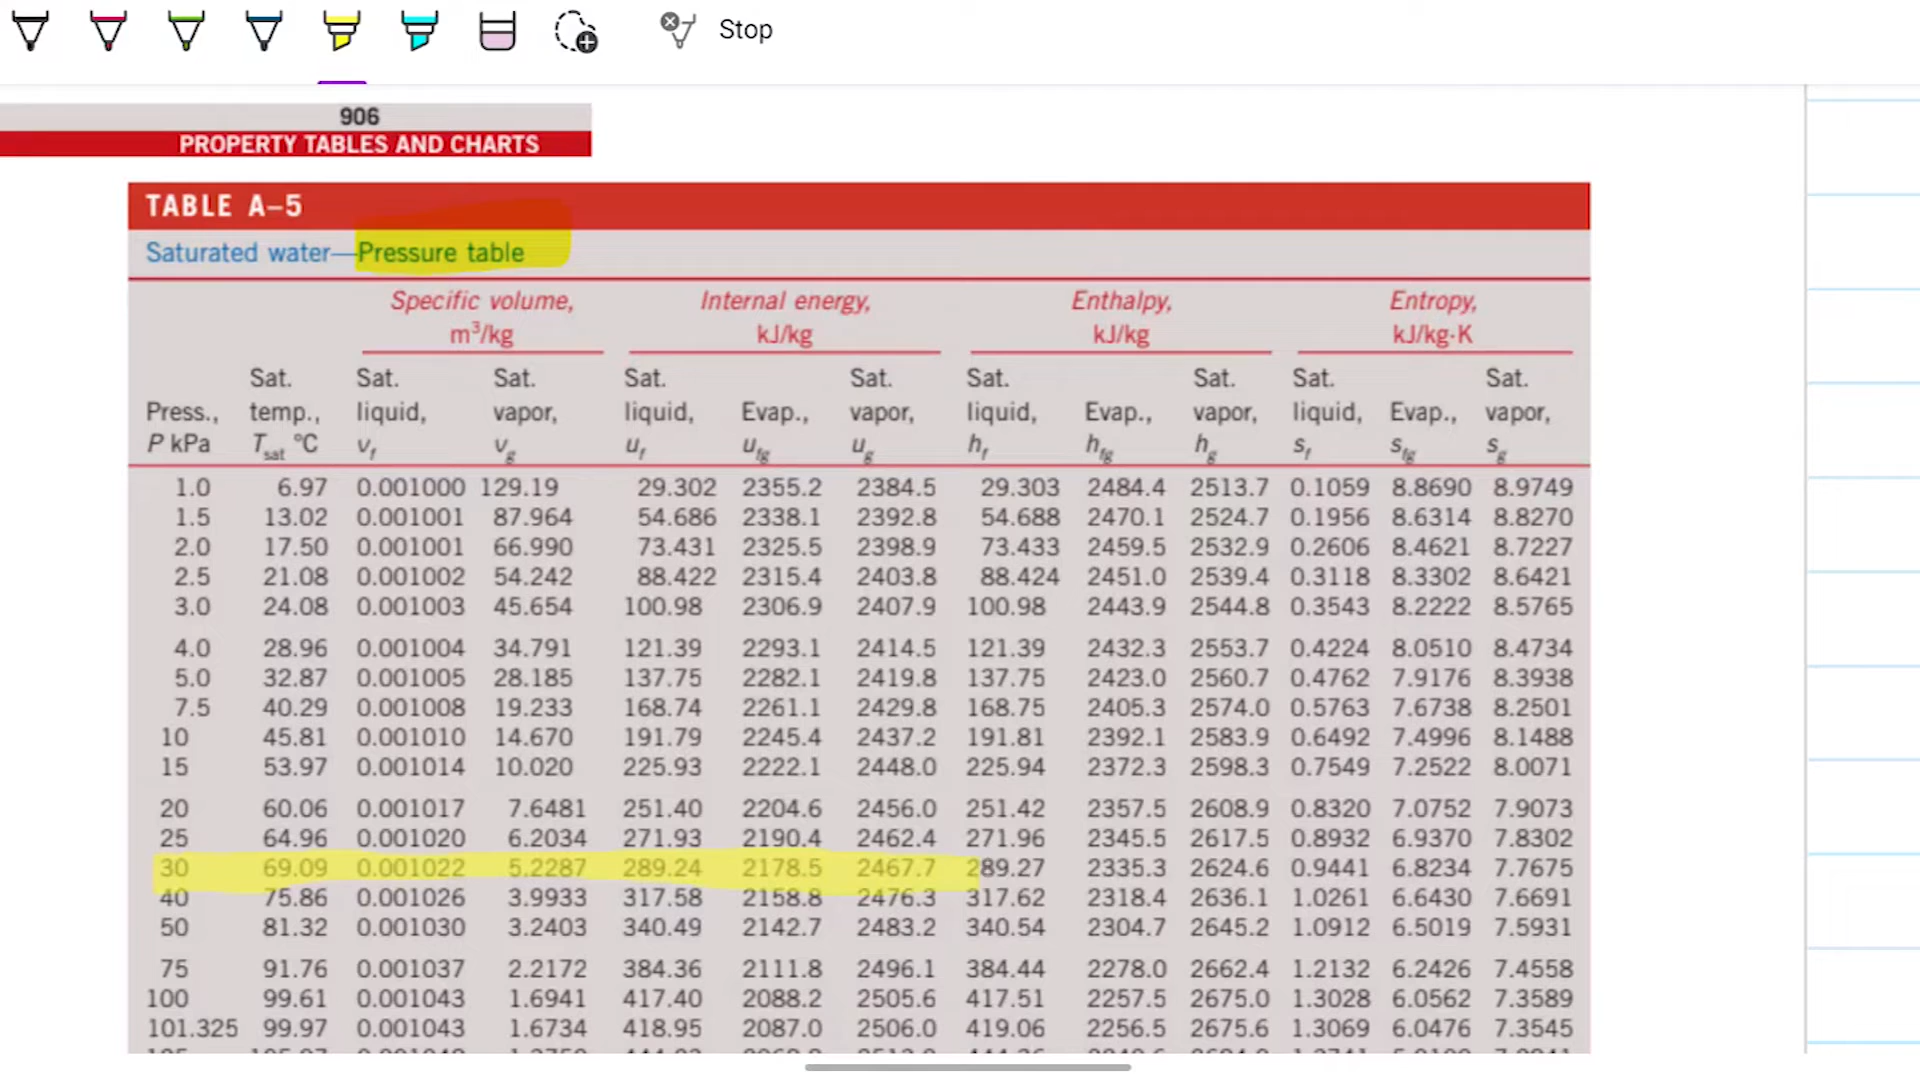 Stop
906
PROPERTY TABLES AND CHARTS
TABLE A–5
Saturated water—Pressure table
Specific volume, Internal energy, Enthalpy, Entropy,
m³/kg kJ/kg kJ/kg kJ/kg·K
Sat. Sat. Sat. Sat. Sat. Sat. Sat. Sat. Sat.
Press., temp., liquid, vapor, liquid, Evap., vapor, liquid, Evap., vapor, liquid, Evap., vapor,
P kPa Tsat °C vf vg uf ufg ug hf hfg hg sf sfg sg
1.0 6.97 0.001000 129.19 29.302 2355.2 2384.5 29.303 2484.4 2513.7 0.1059 8.8690 8.9749
1.5 13.02 0.001001 87.964 54.686 2338.1 2392.8 54.688 2470.1 2524.7 0.1956 8.6314 8.8270
2.0 17.50 0.001001 66.990 73.431 2325.5 2398.9 73.433 2459.5 2532.9 0.2606 8.4621 8.7227
2.5 21.08 0.001002 54.242 88.422 2315.4 2403.8 88.424 2451.0 2539.4 0.3118 8.3302 8.6421
3.0 24.08 0.001003 45.654 100.98 2306.9 2407.9 100.98 2443.9 2544.8 0.3543 8.2222 8.5765
4.0 28.96 0.001004 34.791 121.39 2293.1 2414.5 121.39 2432.3 2553.7 0.4224 8.0510 8.4734
5.0 32.87 0.001005 28.185 137.75 2282.1 2419.8 137.75 2423.0 2560.7 0.4762 7.9176 8.3938
7.5 40.29 0.001008 19.233 168.74 2261.1 2429.8 168.75 2405.3 2574.0 0.5763 7.6738 8.2501
10 45.81 0.001010 14.670 191.79 2245.4 2437.2 191.81 2392.1 2583.9 0.6492 7.4996 8.1488
15 53.97 0.001014 10.020 225.93 2222.1 2448.0 225.94 2372.3 2598.3 0.7549 7.2522 8.0071
20 60.06 0.001017 7.6481 251.40 2204.6 2456.0 251.42 2357.5 2608.9 0.8320 7.0752 7.9073
25 64.96 0.001020 6.2034 271.93 2190.4 2462.4 271.96 2345.5 2617.5 0.8932 6.9370 7.8302
30 69.09 0.001022 5.2287 289.24 2178.5 2467.7 289.27 2335.3 2624.6 0.9441 6.8234 7.7675
40 75.86 0.001026 3.9933 317.58 2158.8 2476.3 317.62 2318.4 2636.1 1.0261 6.6430 7.6691
50 81.32 0.001030 3.2403 340.49 2142.7 2483.2 340.54 2304.7 2645.2 1.0912 6.5019 7.5931
75 91.76 0.001037 2.2172 384.36 2111.8 2496.1 384.44 2278.0 2662.4 1.2132 6.2426 7.4558
100 99.61 0.001043 1.6941 417.40 2088.2 2505.6 417.51 2257.5 2675.0 1.3028 6.0562 7.3589
101.325 99.97 0.001043 1.6734 418.95 2087.0 2506.0 419.06 2256.5 2675.6 1.3069 6.0476 7.3545